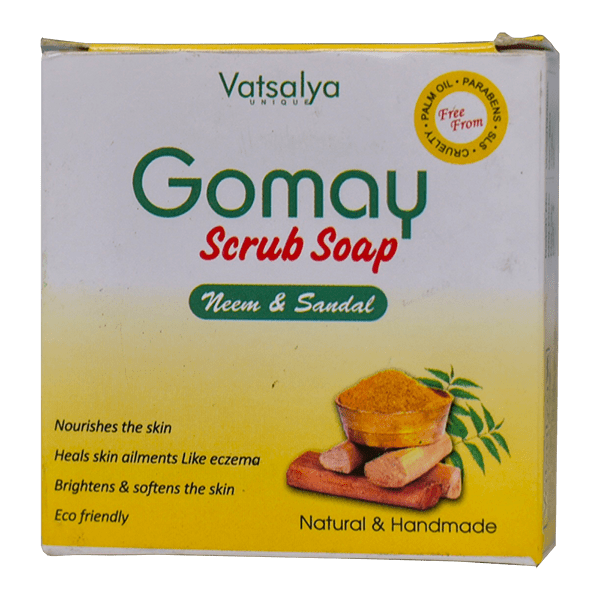 Vatsalya
UNIQUE
PALM OIL • PARABENS • SLS • CRUELTY •
Free
From
Gomay
Scrub Soap
Neem & Sandal
Nourishes the skin
Heals skin ailments Like eczema
Brightens & softens the skin
Eco friendly
Natural & Handmade